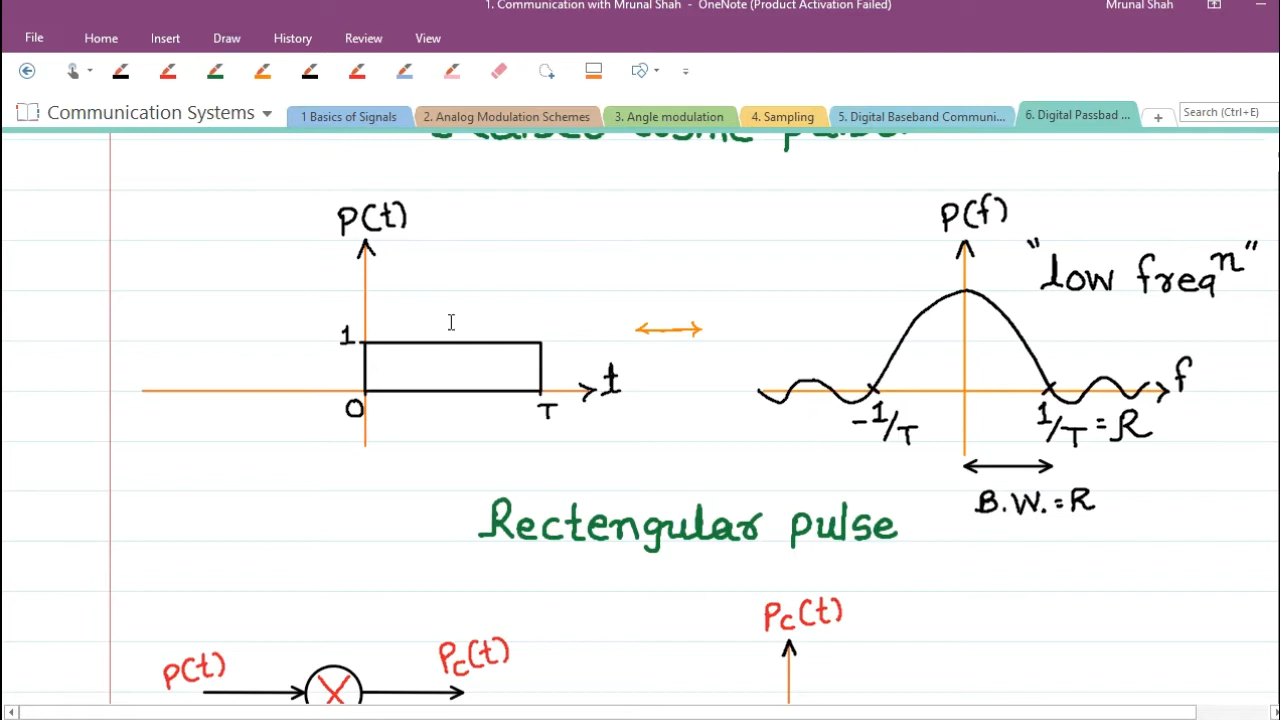 1. Communication with Mrunal Shah - OneNote (Product Activation Failed)
Mrunal Shah
File Home Insert Draw History Review View
Communication Systems
1 Basics of Signals
2. Analog Modulation Schemes
3. Angle modulation
4. Sampling
5. Digital Baseband Communi...
6. Digital Passbad ...
+
Search (Ctrl+E)
cosine pulse.
P(t)
1
0
T
t
P(f)
"low freqⁿ"
f
-1/T
1/T = R
B.W. = R
Rectengular pulse
P(t)
X
Pc(t)
Pc(t)